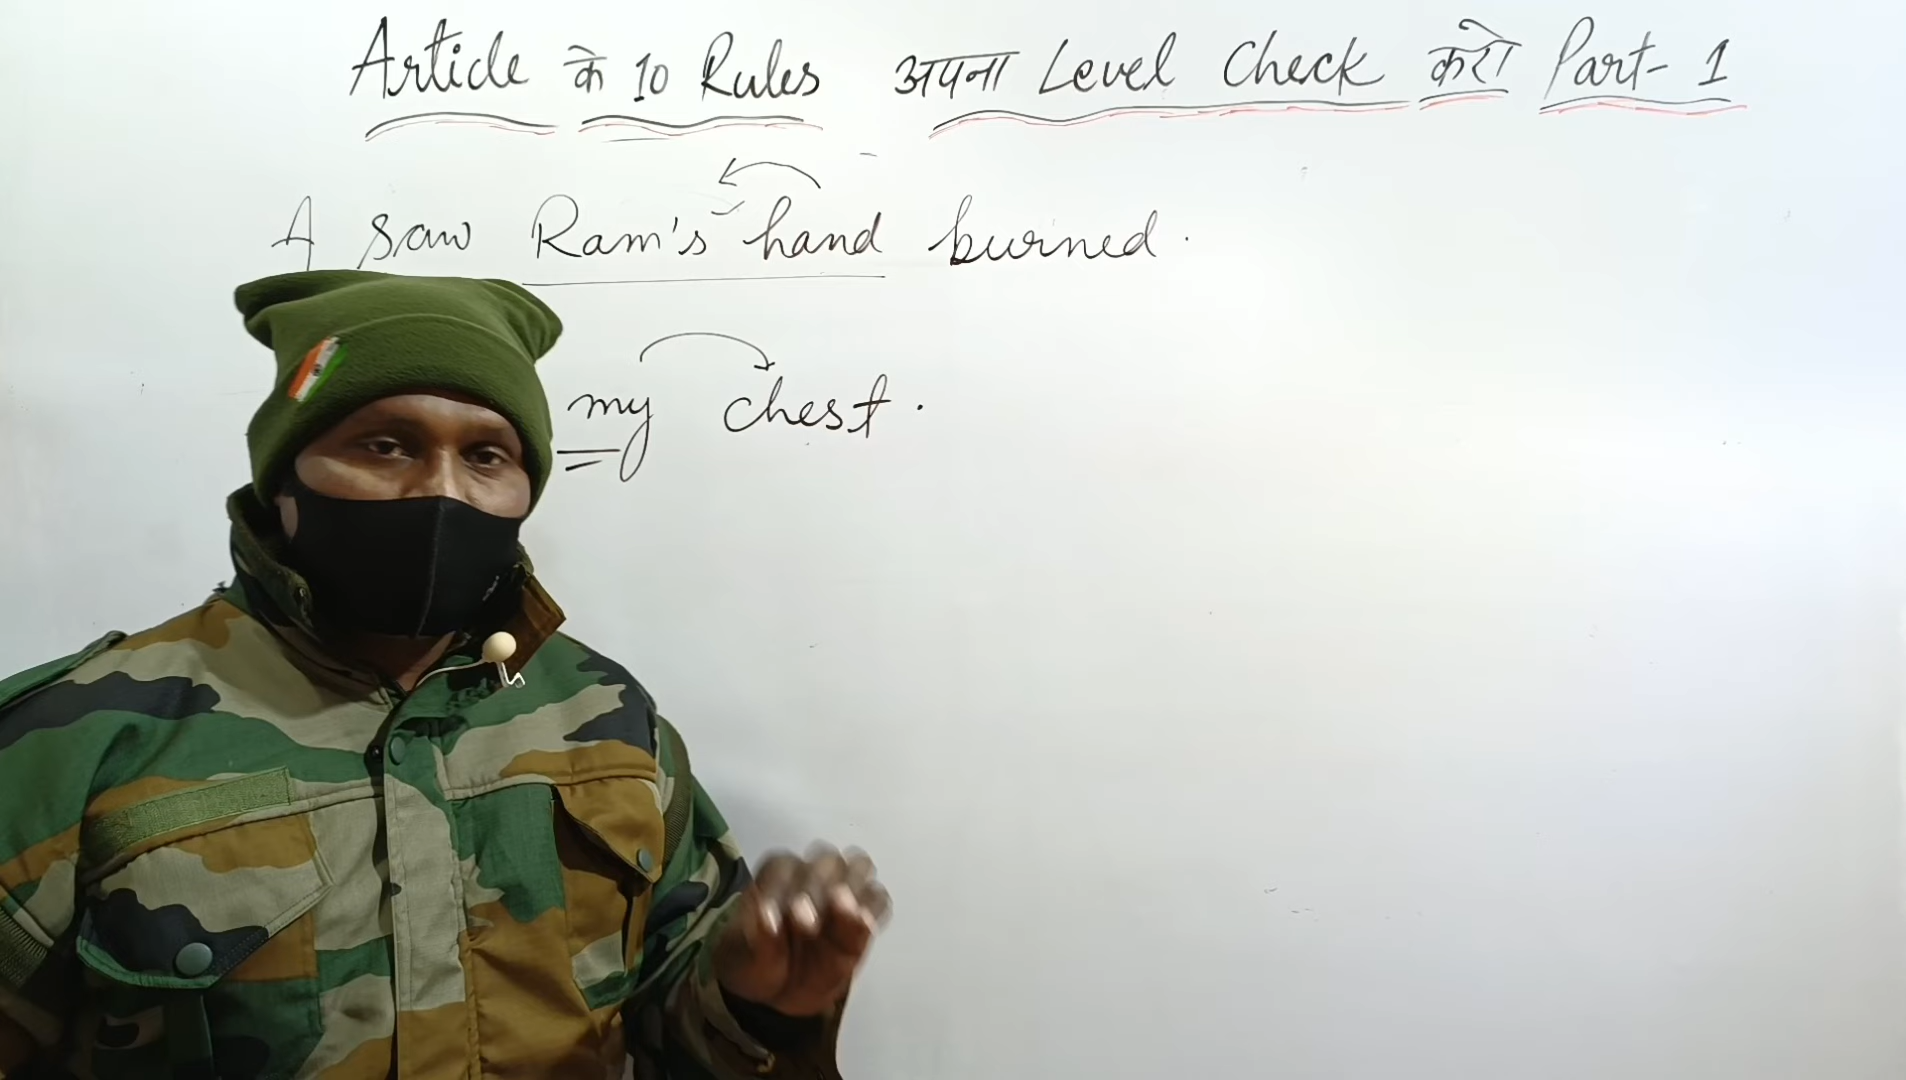 Article के 10 Rules अपना Level Check करो Part- 1
A saw Ram's hand burned.
my chest.